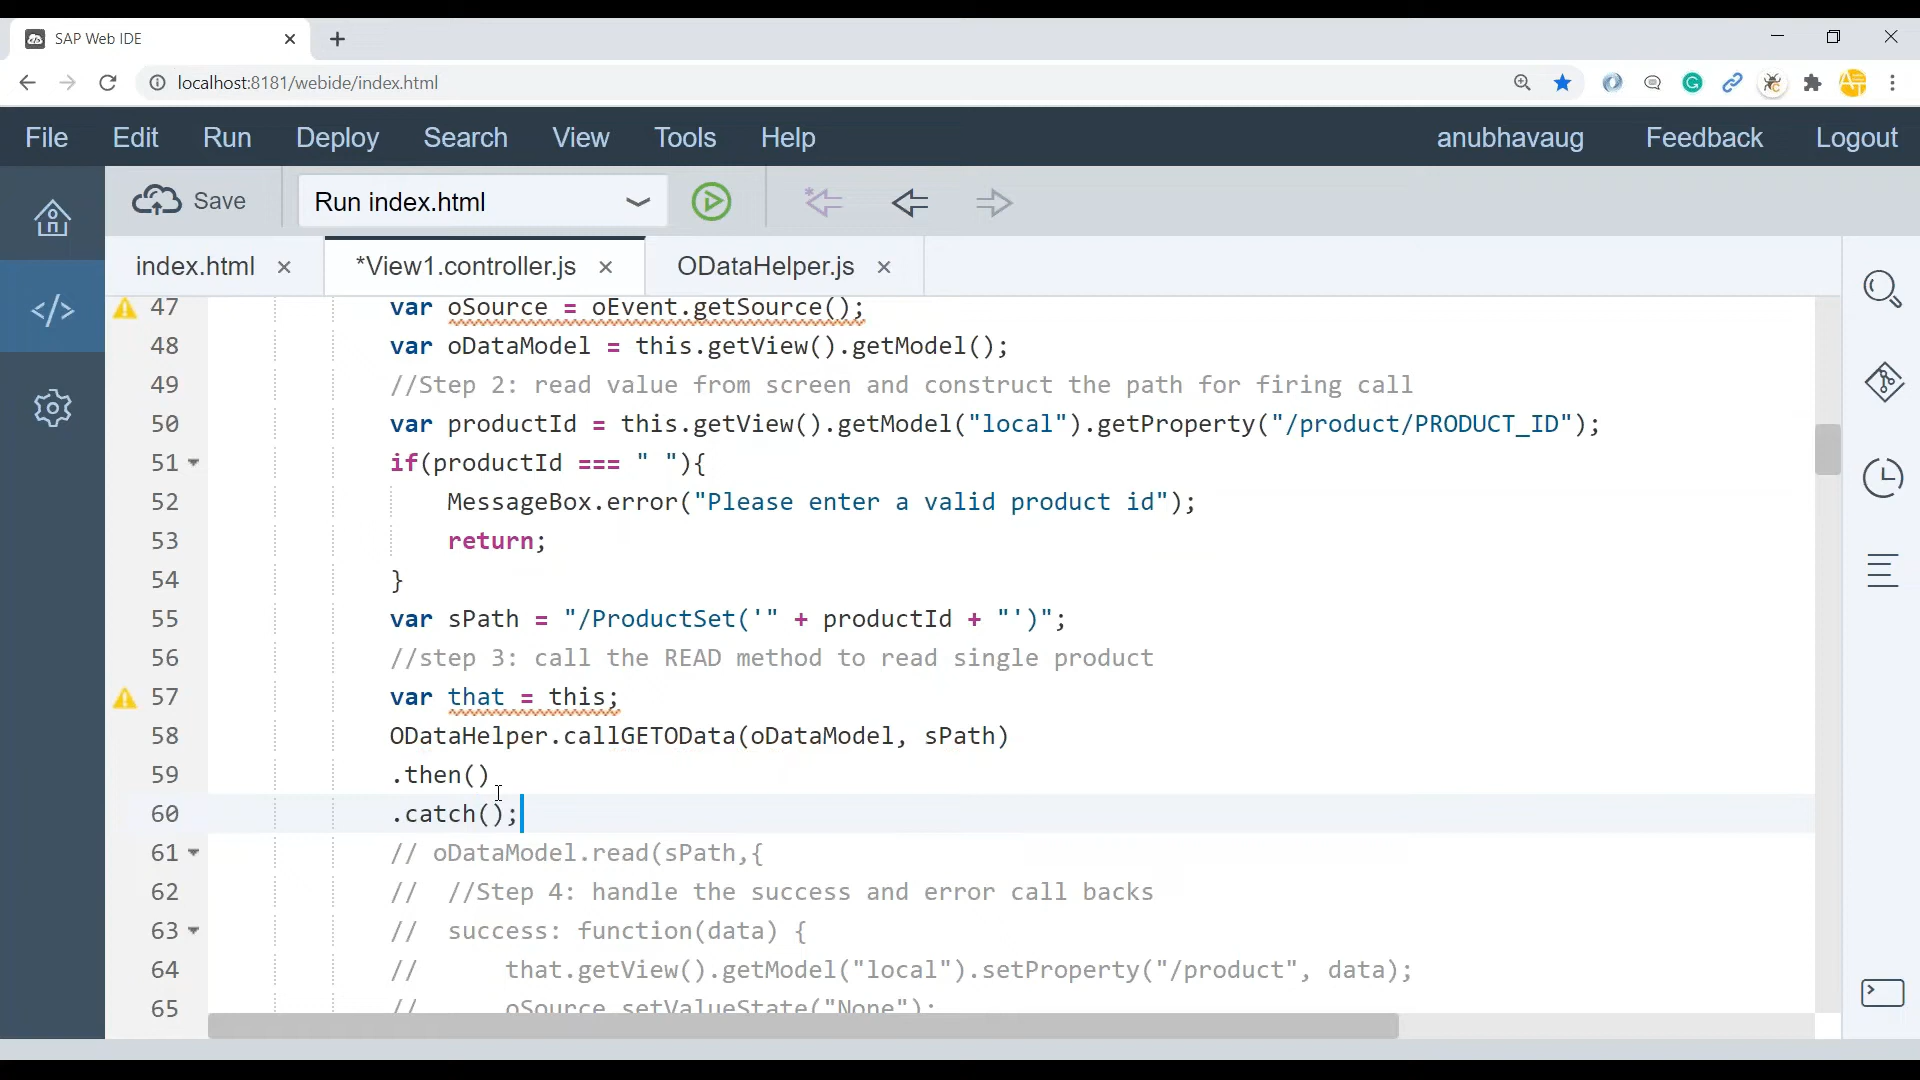 SAP Web IDE
localhost:8181/webide/index.html
File Edit Run Deploy Search View Tools Help anubhavaug Feedback Logout
Save Run index.html
index.html *View1.controller.js ODataHelper.js
47 var oSource = oEvent.getSource();
48 var oDataModel = this.getView().getModel();
49 //Step 2: read value from screen and construct the path for firing call
50 var productId = this.getView().getModel("local").getProperty("/product/PRODUCT_ID");
51 if(productId === " "){
52 MessageBox.error("Please enter a valid product id");
53 return;
54 }
55 var sPath = "/ProductSet('" + productId + "')";
56 //step 3: call the READ method to read single product
57 var that = this;
58 ODataHelper.callGETOData(oDataModel, sPath)
59 .then()
60 .catch();
61 // oDataModel.read(sPath,{
62 // //Step 4: handle the success and error call backs
63 // success: function(data) {
64 // that.getView().getModel("local").setProperty("/product", data);
65 // oSource.setValueState("None");